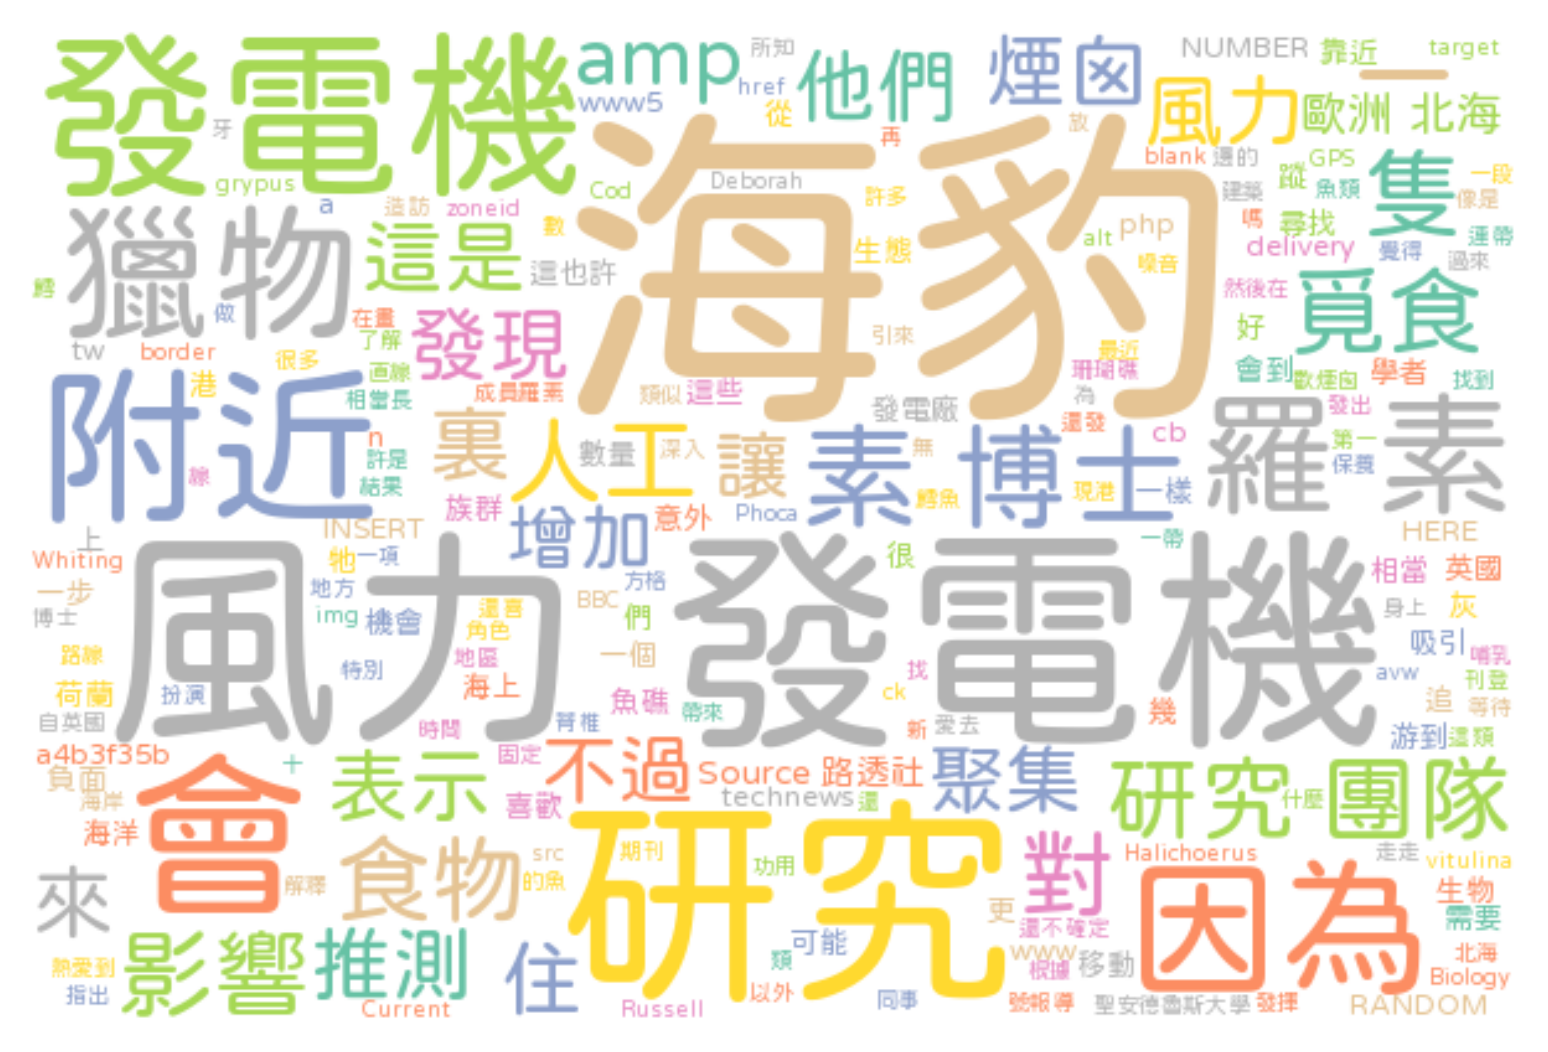 發電機
amp
所知
href
www5
從
他們
煙囪
NUMBER
靠近
target
一
風力
歐洲 北海
牙
grypus
再
放
blank
還的
GPS
蹤
魚類
一段
像是
隻
Cod
Deborah
許多
建築
嗎
尋找
運帶
海豹
獵物
a
造訪
zoneid
數
這是
這也許
生態
alt
php
噪音
delivery
覺得
過來
鱈
做
在畫
了解
發現
引來
然後在
好
覓食
tw
border
很多
直線
最近
珊瑚礁
會到
歡煙囪
學者
找到
附近
港
相當長
成員羅素
類似
這些
發電廠
為
還發
發出
羅素
n
許是
結果
線
裏
人工
數量
深入
讓
素
無
博士
cb
第一
保養
現港
一樣
鱈魚
族群
增加
意外
Phoca
一帶
HERE
上
INSERT
Whiting
牠
一項
很
相當
英國
一步
地方
方格
BBC
風力
發電機
博士
img
機會
還喜
角色
們
身上
灰
路線
特別
地區
一個
找
吸引
哺乳
荷蘭
扮演
海上
魚礁
帶來
ck
avw
刊登
追
等待
自英國
時間
脊椎
新
愛去
幾
游到
這類
a4b3f35b
+
固定
不過
Source 路透社
聚集
負面
海岸
表示
喜歡
technews
還
研究
什麼
團隊
海洋
會
src
期刊
功用
對
Halichoerus
走走
vitulina
來
解釋
食物
的魚
研究
更
還不確定
因為
生物
需要
熱愛到
指出
影響
推測
住
可能
類
www
根據
移動
北海
Biology
Current
Russell
以外
同事
號報導
聖安德魯斯大學
發揮
RANDOM